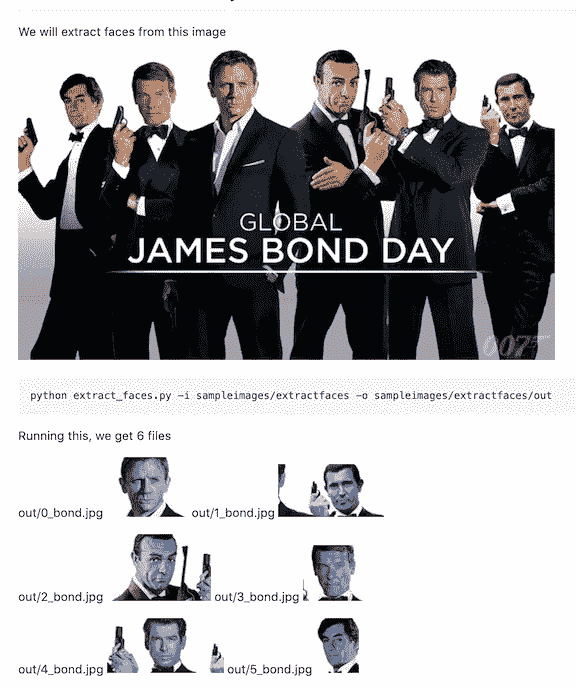 We will extract faces from this image
GLOBAL
JAMES BOND DAY
007
python extract_faces.py -i sampleimages/extractfaces -o sampleimages/extractfaces/out
Running this, we get 6 files
out/0_bond.jpg out/1_bond.jpg
out/2_bond.jpg out/3_bond.jpg
out/4_bond.jpg out/5_bond.jpg